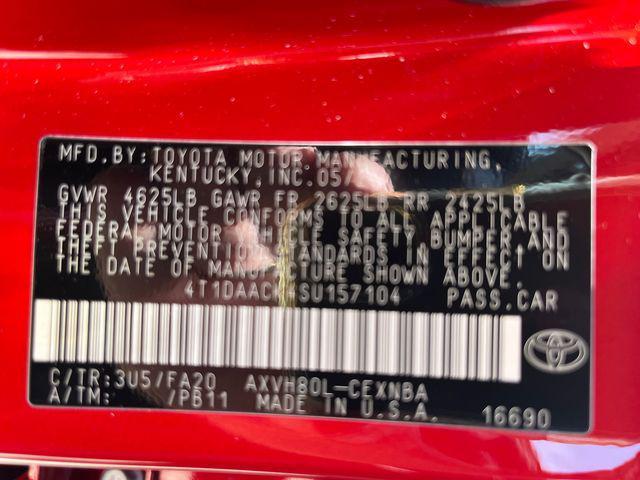 MFD.BY:TOYOTA MOTOR MANUFACTURING,
KENTUCKY,INC.05
GVWR 4625LB GAWR FR 2625LB RR 2425LB
THIS VEHICLE CONFORMS TO ALL APPLICABLE
FEDERAL MOTOR VEHICLE SAFETY,BUMPER,AND
THEFT PREVENTION STANDARDS IN EFFECT ON
THE DATE OF MANUFACTURE SHOWN ABOVE.
PASS.CAR
C/TR:3U5/FA20 AXVH80L-CEXNBA
A/TM: /PB11 MADE IN U.S.A. 16690